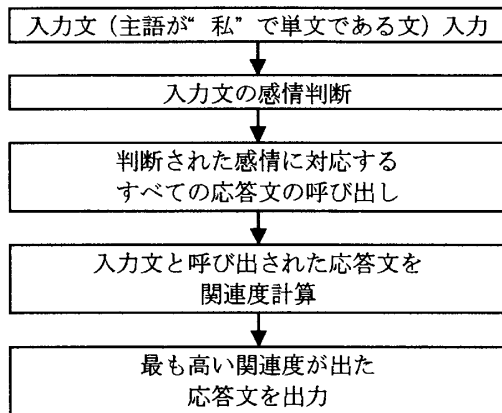 入力文（主語が“私”で単文である文）入力
入力文の感情判断
判断された感情に対応する
すべての応答文の呼び出し
入力文と呼び出された応答文を
関連度計算
最も高い関連度が出た
応答文を出力